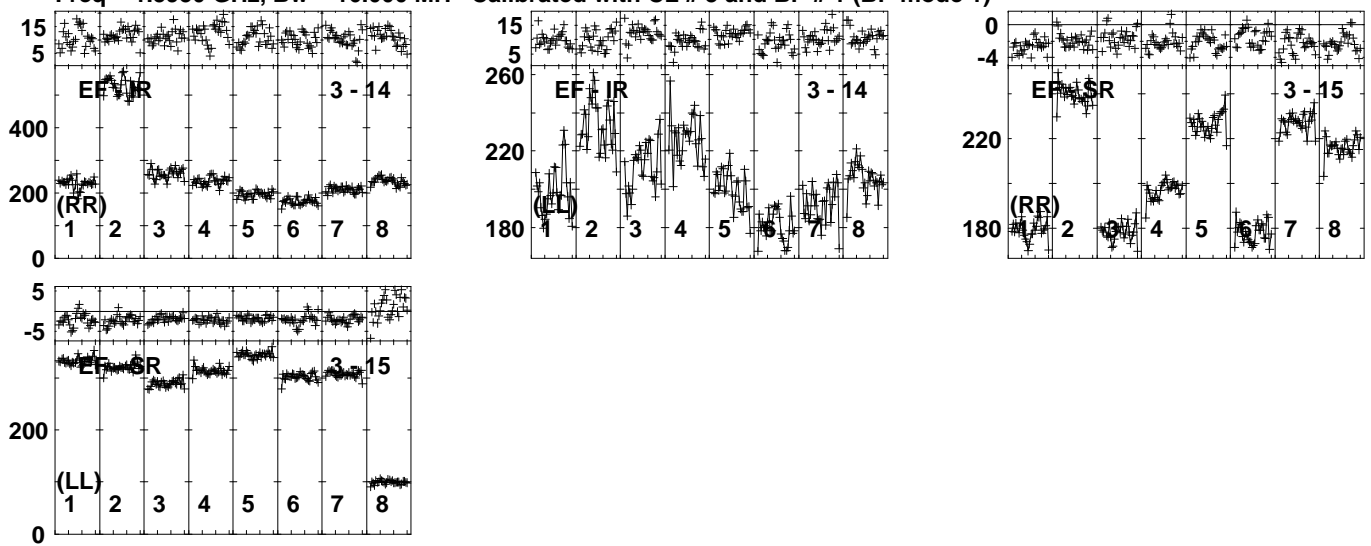 15 5 15 5 0 -4
EF - IR 3 - 14 260 EF - IR 3 - 14 EF - SR 3 - 15
400 220 220
200
(RR) (LL) (RR)
1 2 3 4 5 6 7 8 180 1 2 3 4 5 6 7 8 180 1 2 3 4 5 6 7 8
0
5
-5
EF - SR 3 - 15
200
(LL)
1 2 3 4 5 6 7 8
0